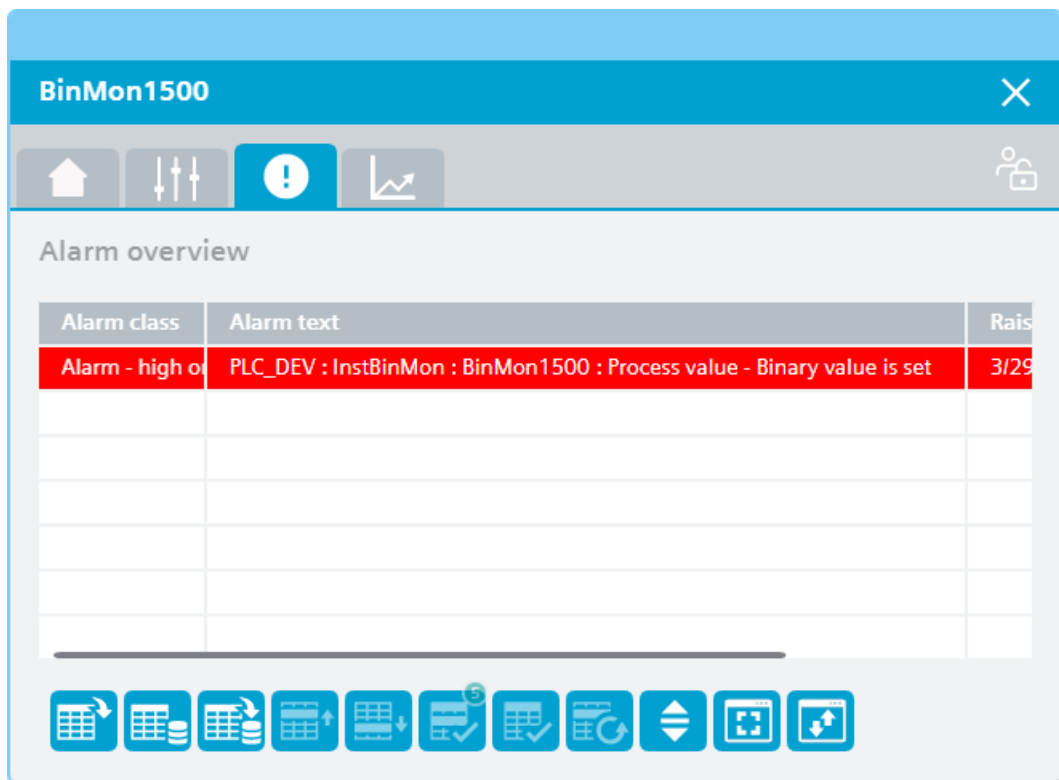 BinMon1500
Alarm overview
Alarm class Alarm text Rais
Alarm - high or PLC_DEV : InstBinMon : BinMon1500 : Process value - Binary value is set 3/29
S